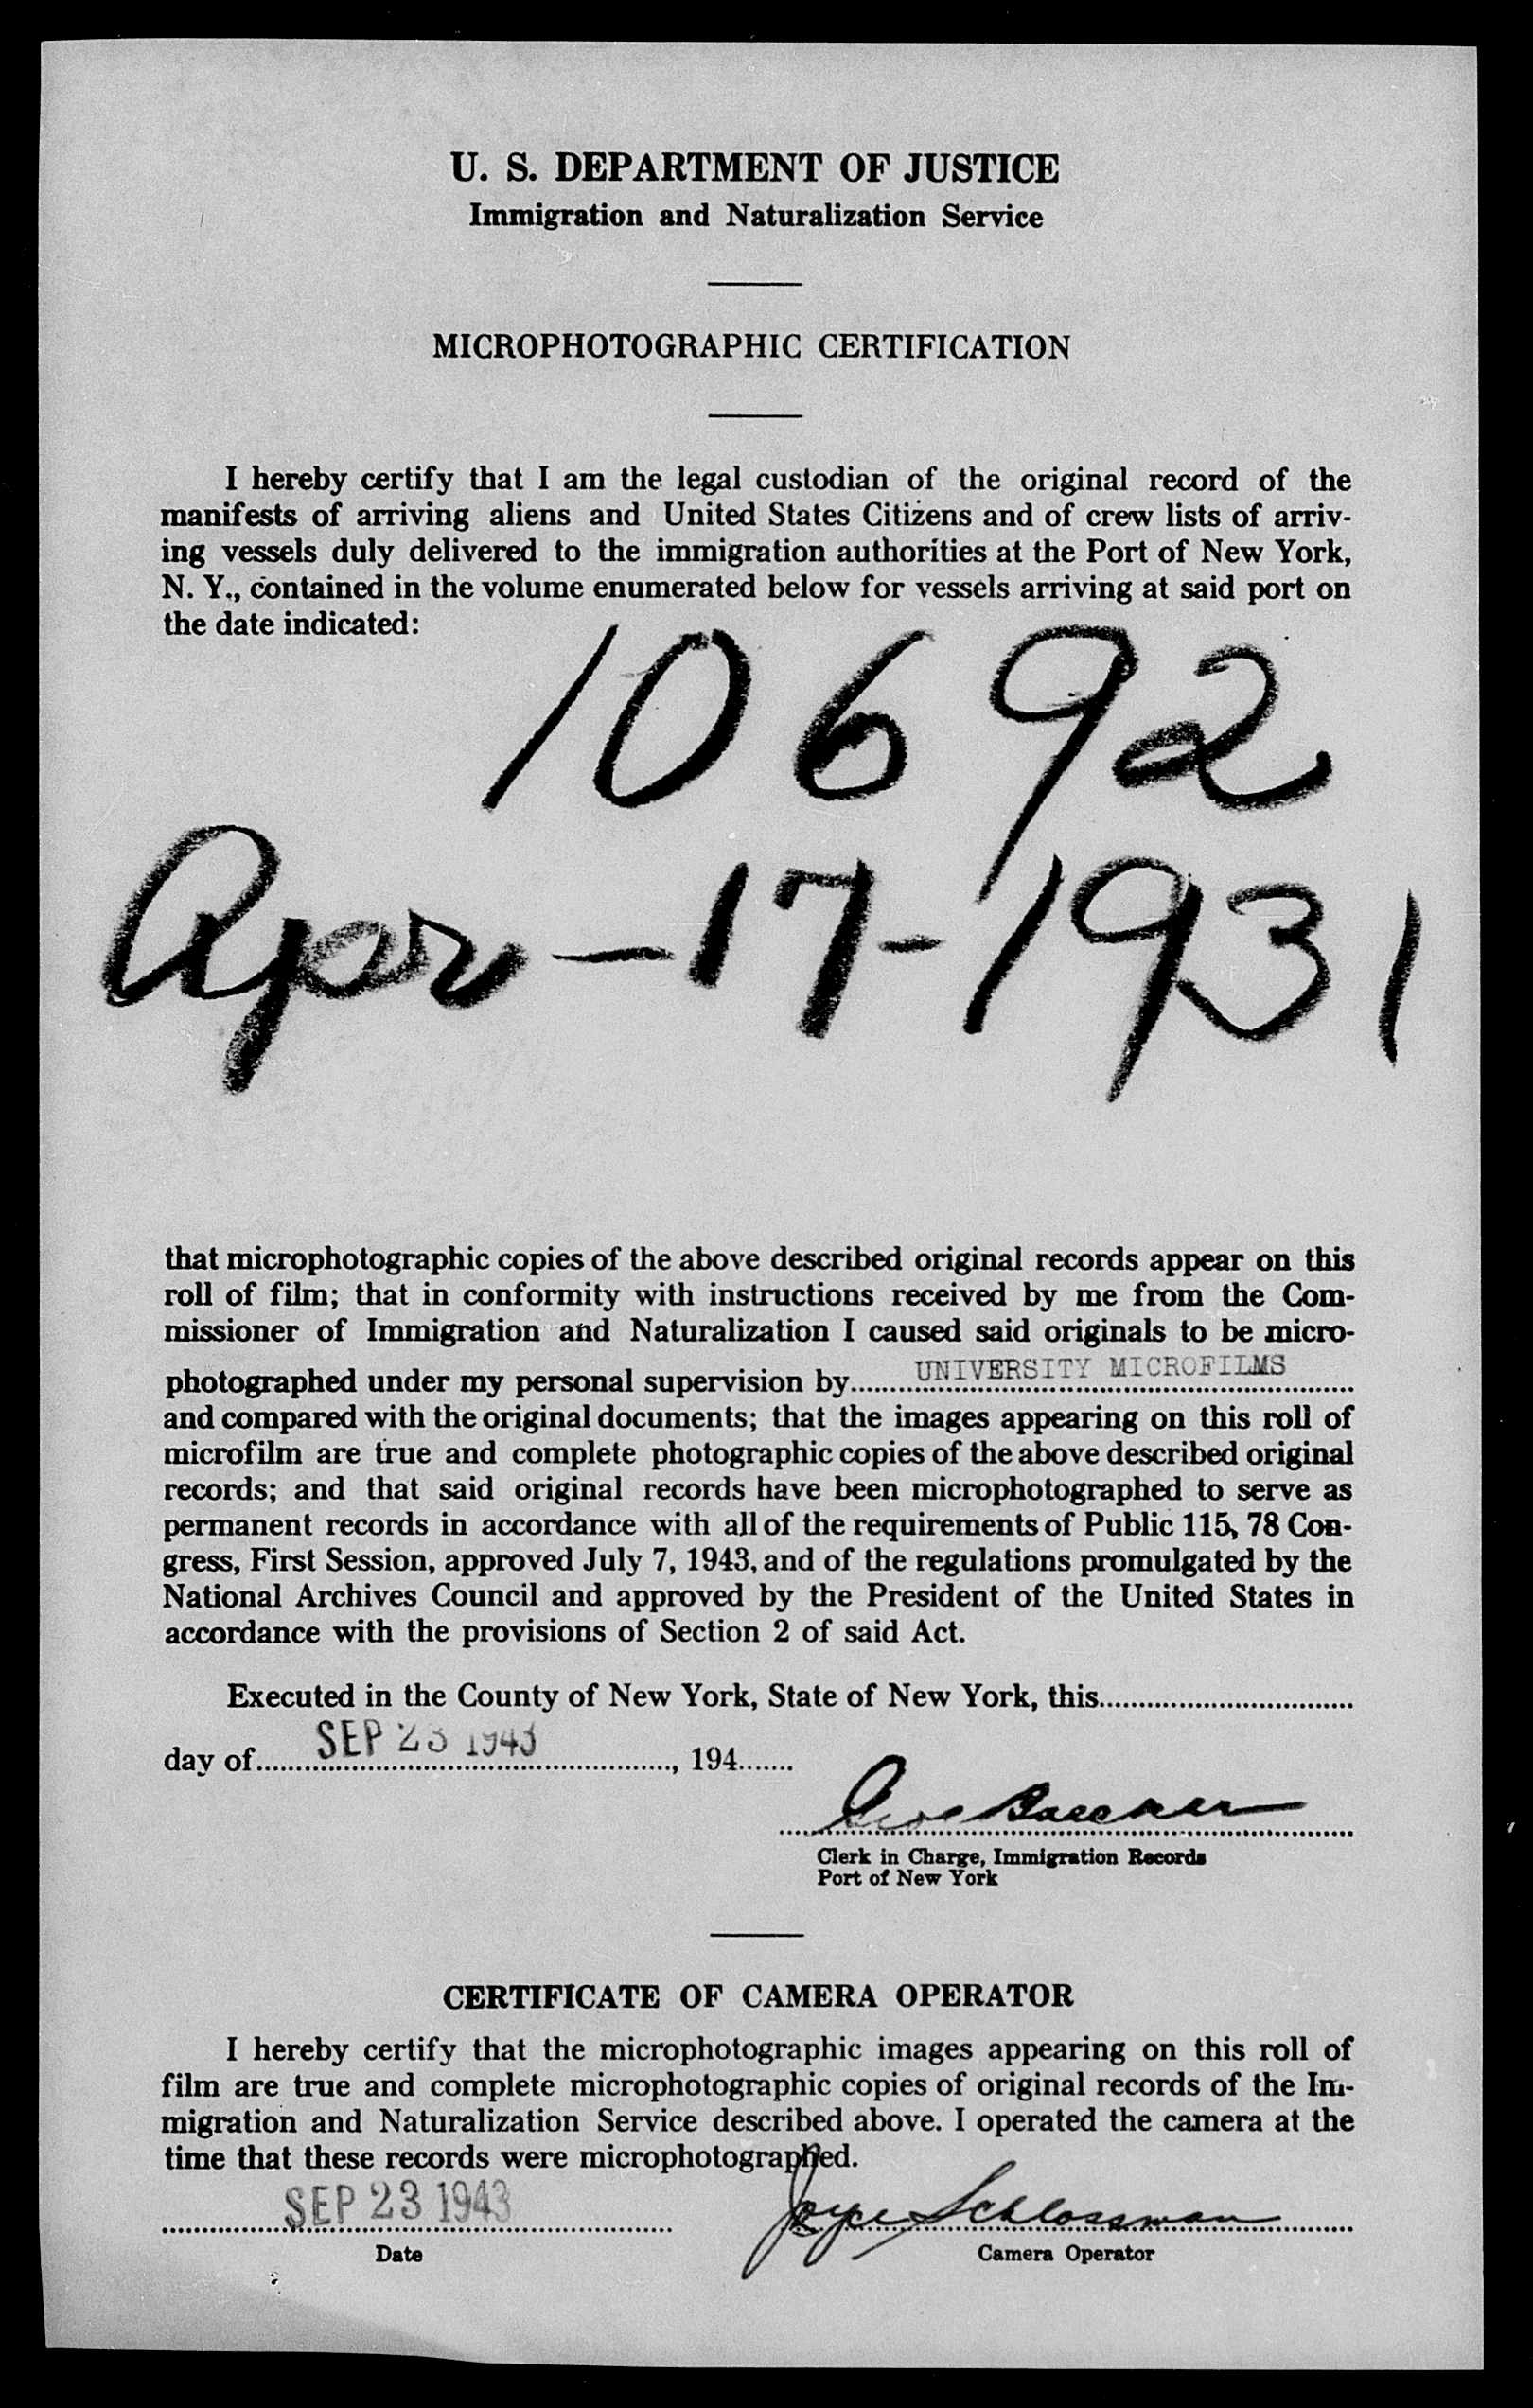 U. S. DEPARTMENT OF JUSTICE
Immigration and Naturalization Service
MICROPHOTOGRAPHIC CERTIFICATION
I hereby certify that I am the legal custodian of the original record of the
manifests of arriving aliens and United States Citizens and of crew lists of arriv-
ing vessels duly delivered to the immigration authorities at the Port of New York,
N. Y., contained in the volume enumerated below for vessels arriving at said port on
the date indicated:
10692
Apr - 17 - 1931
that microphotographic copies of the above described original records appear on this
roll of film; that in conformity with instructions received by me from the Com-
missioner of Immigration and Naturalization I caused said originals to be micro-
photographed under my personal supervision by UNIVERSITY MICROFILMS
and compared with the original documents; that the images appearing on this roll of
microfilm are true and complete photographic copies of the above described original
records; and that said original records have been microphotographed to serve as
permanent records in accordance with all of the requirements of Public 115, 78 Con-
gress, First Session, approved July 7, 1943, and of the regulations promulgated by the
National Archives Council and approved by the President of the United States in
accordance with the provisions of Section 2 of said Act.
Executed in the County of New York, State of New York, this
day of SEP 23 1943, 194
Clerk in Charge, Immigration Records
Port of New York
CERTIFICATE OF CAMERA OPERATOR
I hereby certify that the microphotographic images appearing on this roll of
film are true and complete microphotographic copies of original records of the Im-
migration and Naturalization Service described above. I operated the camera at the
time that these records were microphotographed.
SEP 23 1943 Joyce Schlossman
Date Camera Operator